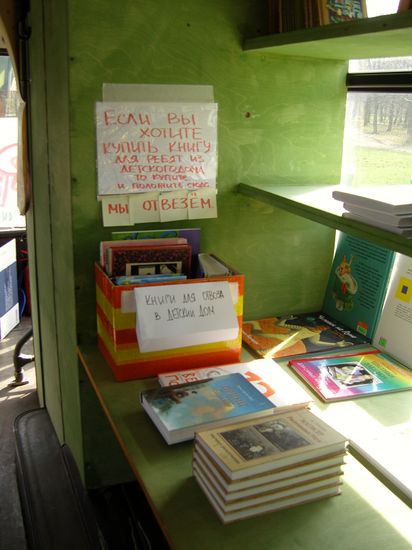 ЕСЛИ ВЫ
ХОТИТЕ
КУПИТЬ КНИГУ
ДЛЯ РЕБЯТ ИЗ
ДЕТСКОГО ДОМА
ТО КУПИТЕ
И ПОЛОЖИТЕ СЮДА
МЫ ОТВЕЗЁМ
КНИГИ ДЛЯ ОТВОЗА
В ДЕТСКИЙ ДОМ